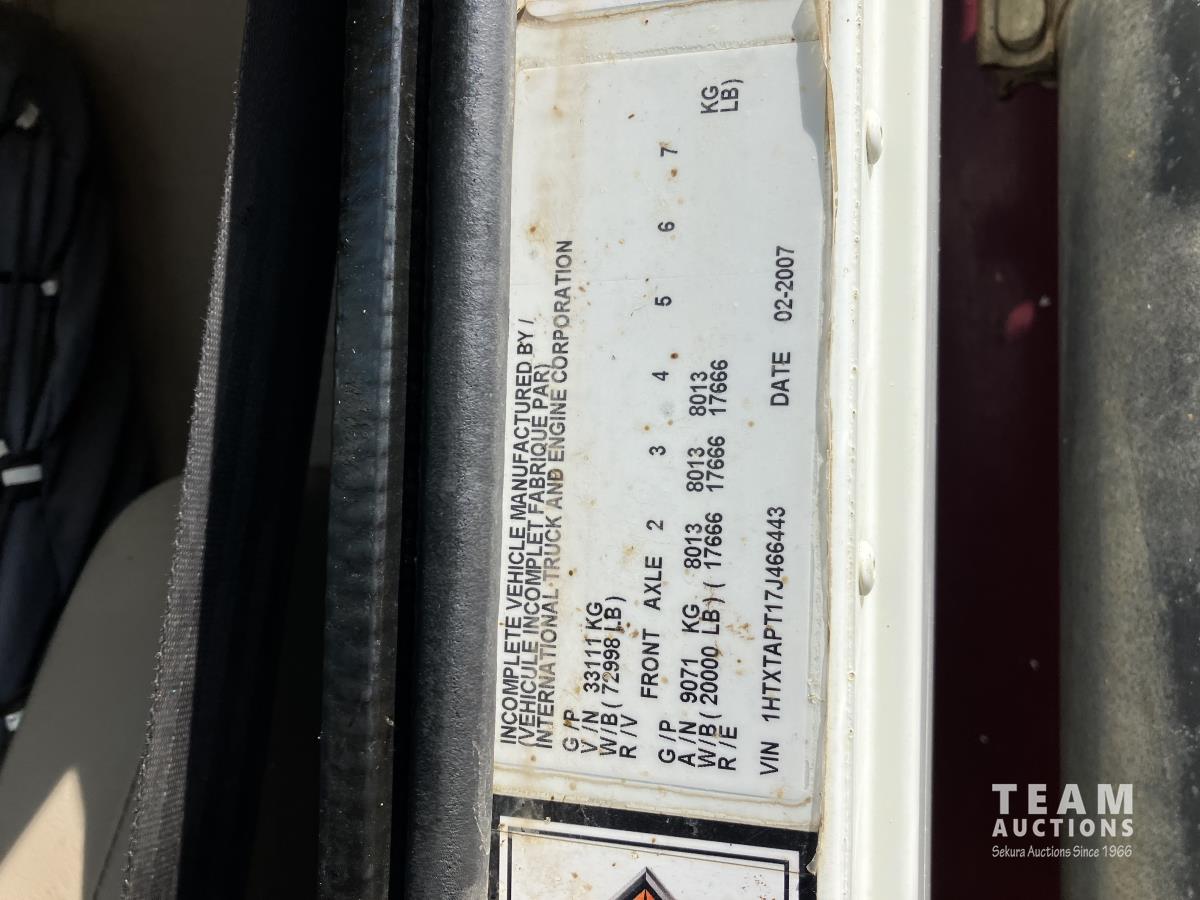 INCOMPLETE VEHICLE MANUFACTURED BY /
(VEHICULE INCOMPLET FABRIQUE PAR)
INTERNATIONAL TRUCK AND ENGINE CORPORATION
G / P
V / N 33111 KG
W/B ( 72998 LB )
R / V
FRONT AXLE 2 3 4 5 6 7
G / P
A / N 9071 KG 8013 8013 8013 KG
W/B ( 20000 LB ) ( 17666 17666 17666 LB )
R / E
VIN 1HTXTAPT17J466443 DATE 02-2007
TEAM
AUCTIONS
Sekura Auctions Since 1966